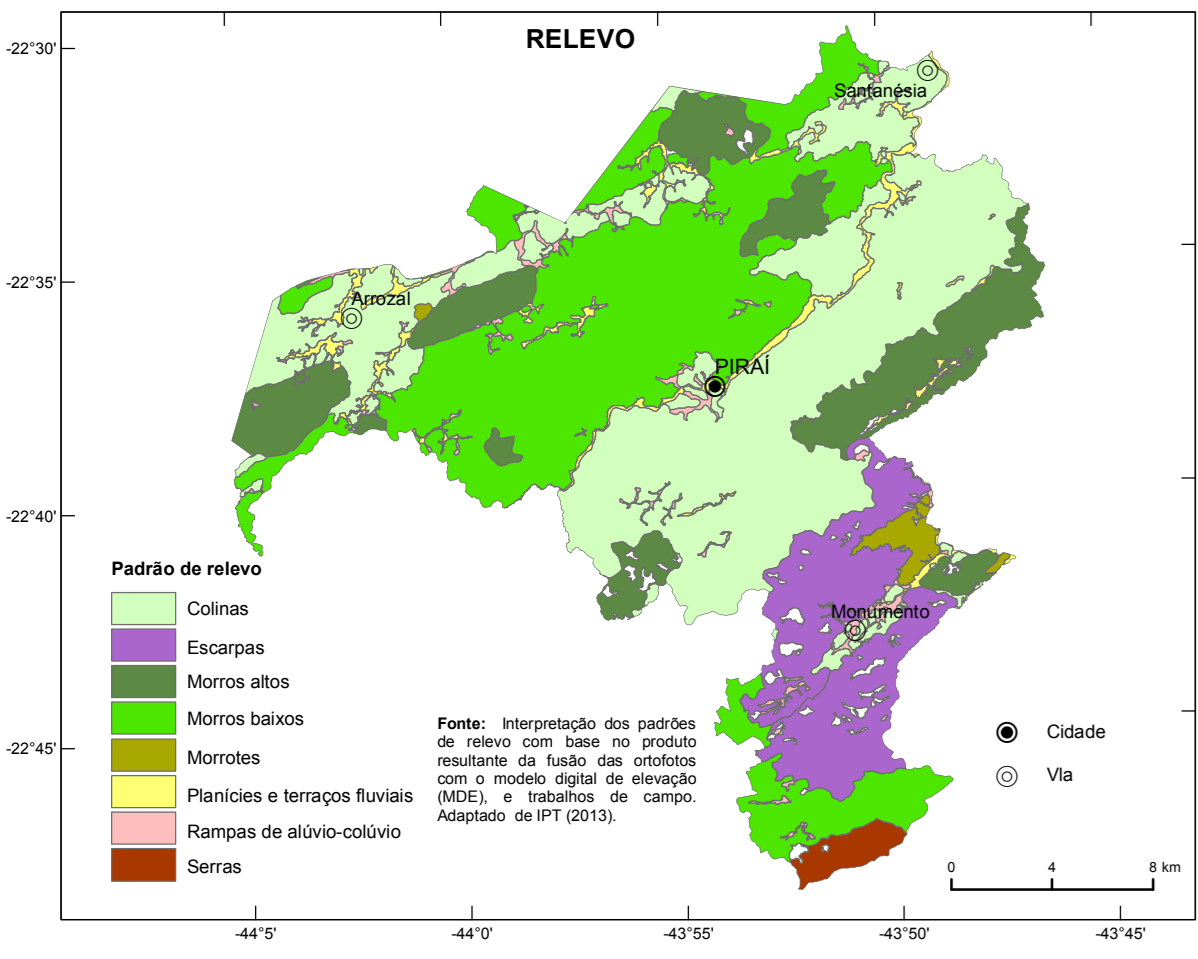 RELEVO
-22°30'
-22°35'
-22°40'
-22°45'
Santanésia
Arrozal
PIRAÍ
Monumento
Padrão de relevo
Colinas
Escarpas
Morros altos
Morros baixos
Morrotes
Planícies e terraços fluviais
Rampas de alúvio-colúvio
Serras
Fonte: Interpretação dos padrões
de relevo com base no produto
resultante da fusão das ortofotos
com o modelo digital de elevação
(MDE), e trabalhos de campo.
Adaptado de IPT (2013).
Cidade
Vla
0 4 8 km
-44°5' -44°0' -43°55' -43°50' -43°45'